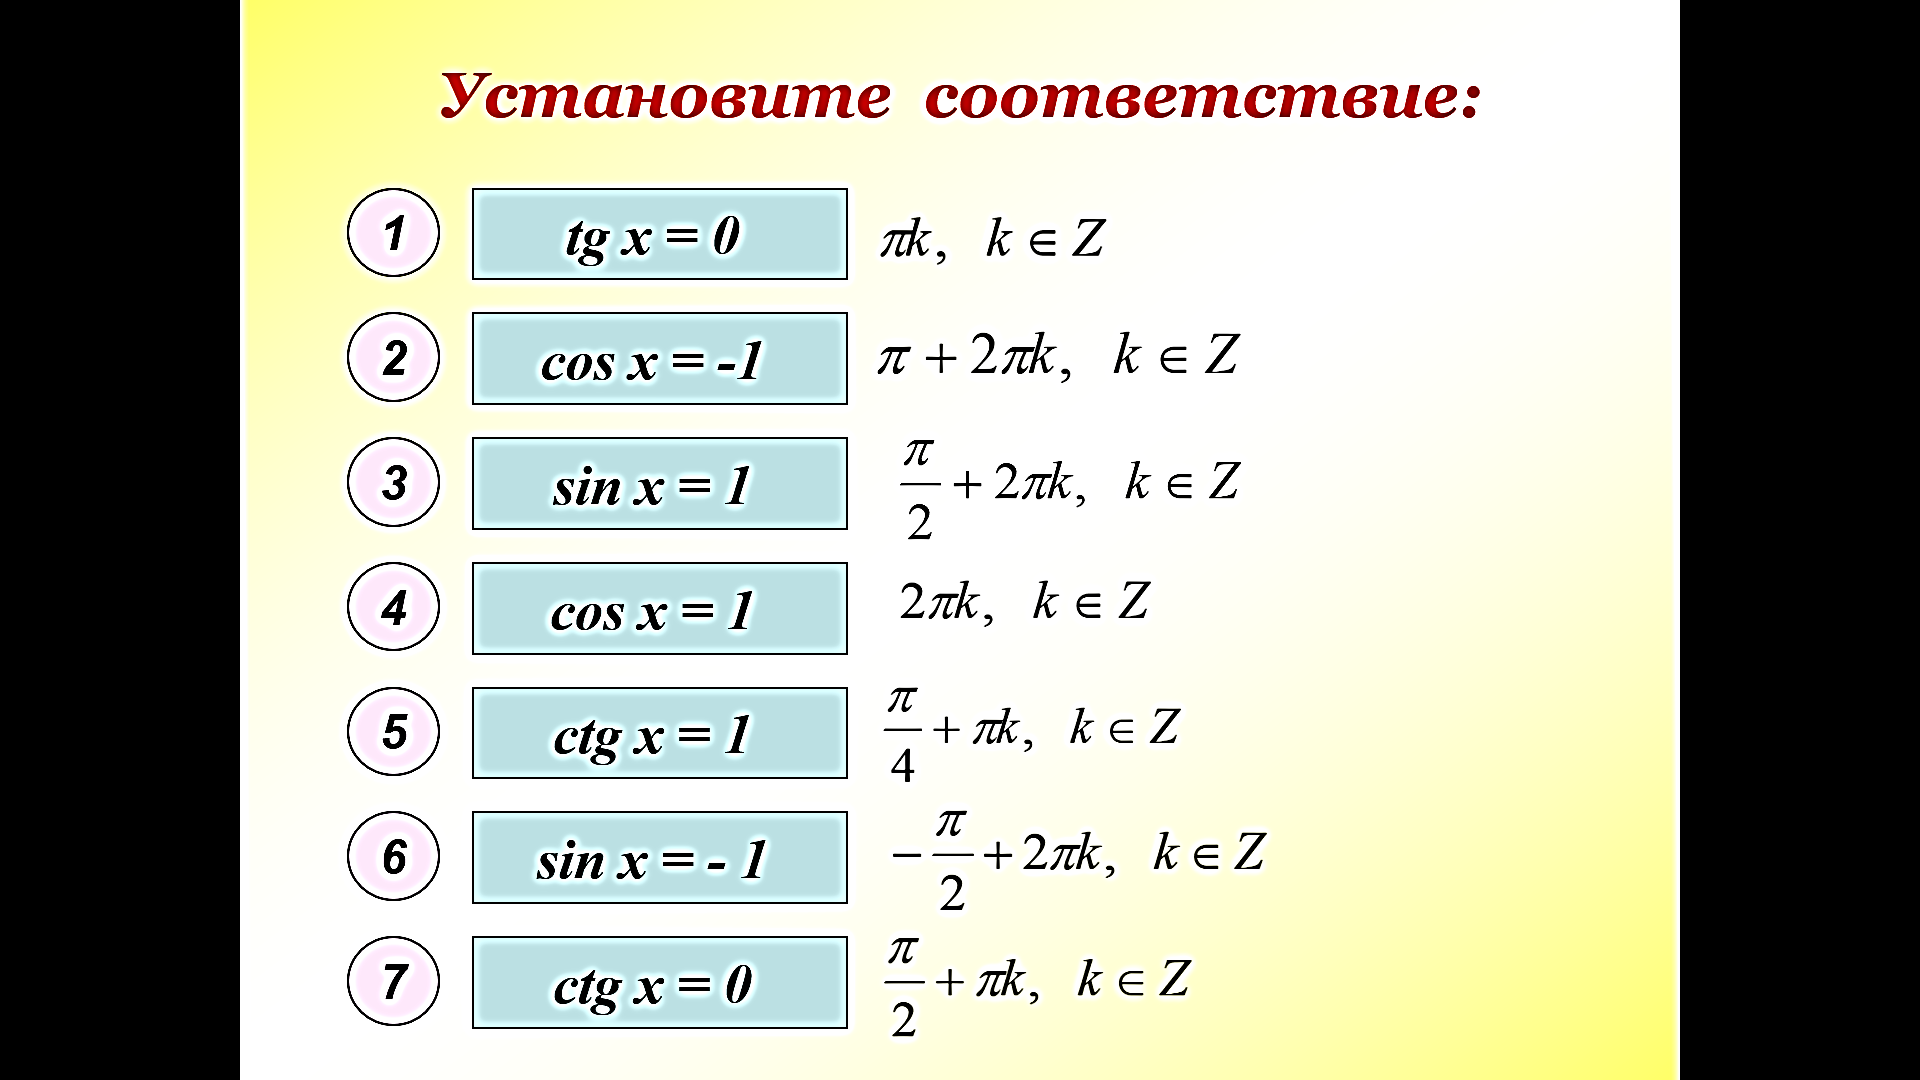 Установите соответствие:
1 tg x = 0 πk, k ∈ Z
2 cos x = -1 π + 2πk, k ∈ Z
3 sin x = 1 π/2 + 2πk, k ∈ Z
4 cos x = 1 2πk, k ∈ Z
5 ctg x = 1 π/4 + πk, k ∈ Z
6 sin x = - 1 −π/2 + 2πk, k ∈ Z
7 ctg x = 0 π/2 + πk, k ∈ Z